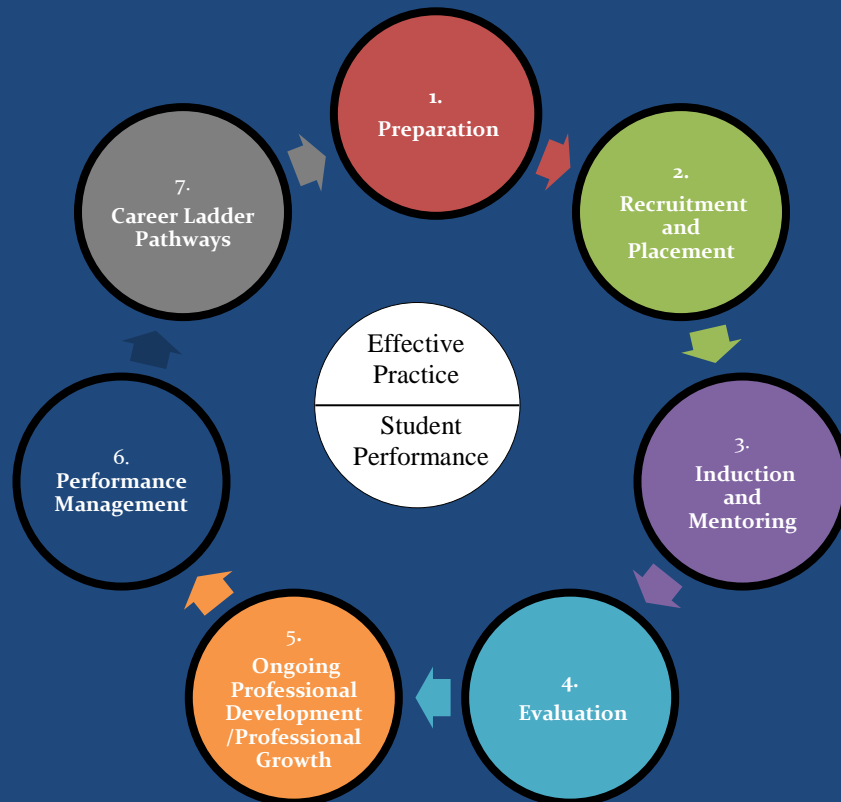 1.
Preparation
2.
Recruitment
and
Placement
3.
Induction
and
Mentoring
4.
Evaluation
5.
Ongoing
Professional
Development
/Professional
Growth
6.
Performance
Management
7.
Career Ladder
Pathways
Effective
Practice
Student
Performance